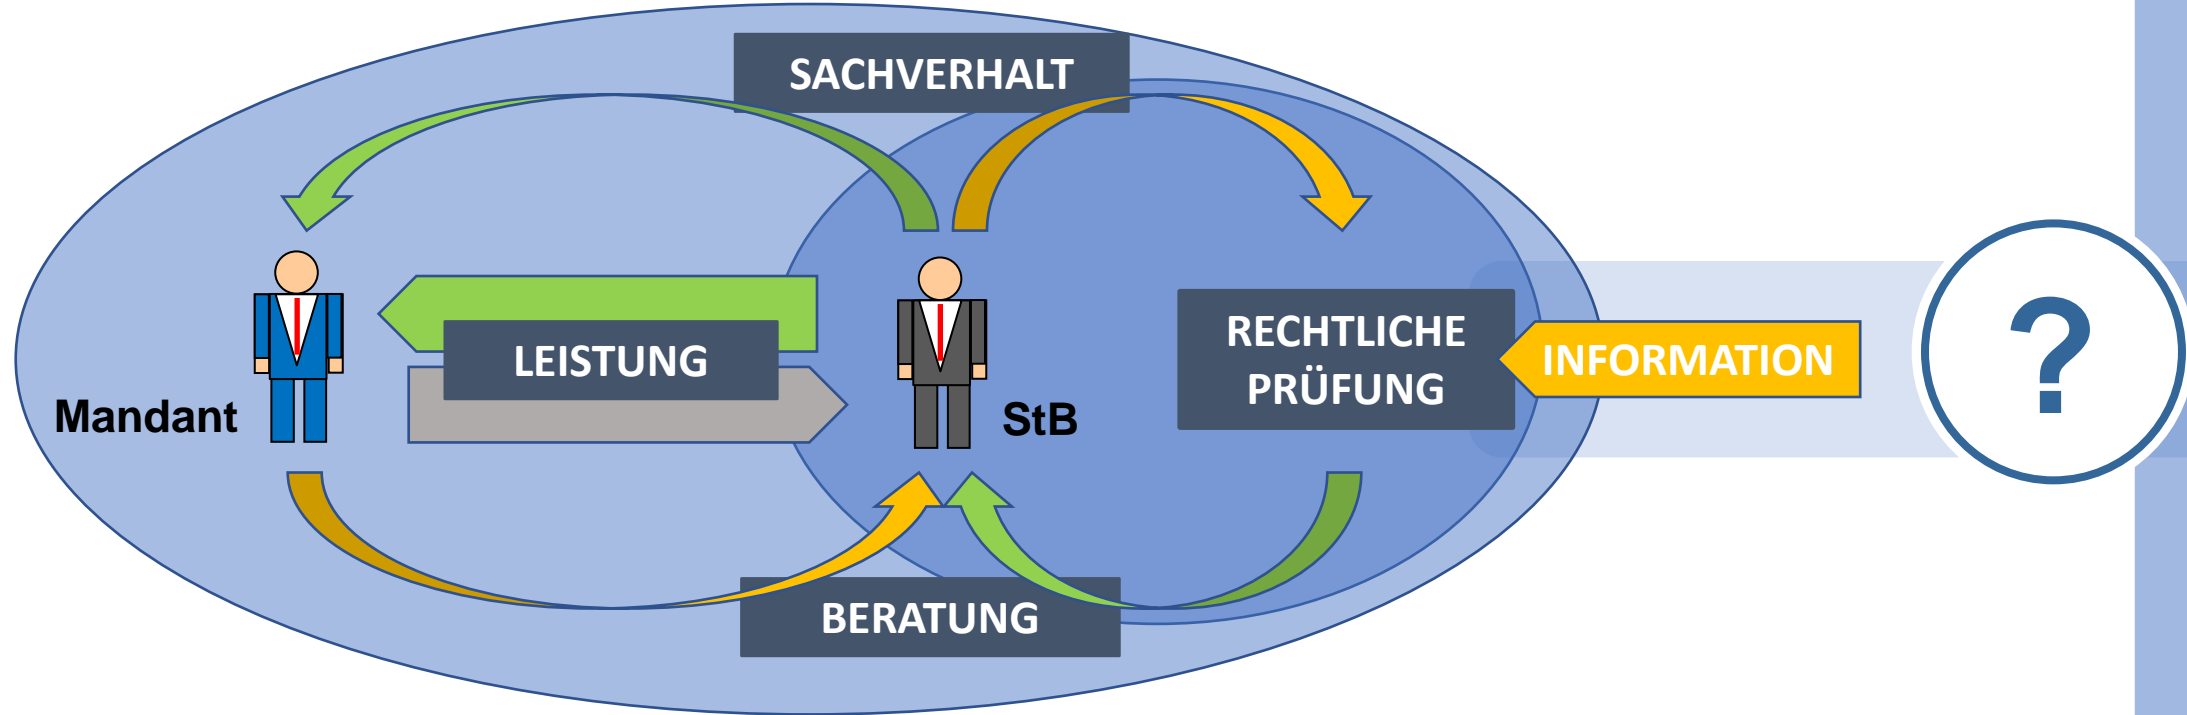 SACHVERHALT
LEISTUNG
Mandant
StB
RECHTLICHE
PRÜFUNG
INFORMATION
?
BERATUNG